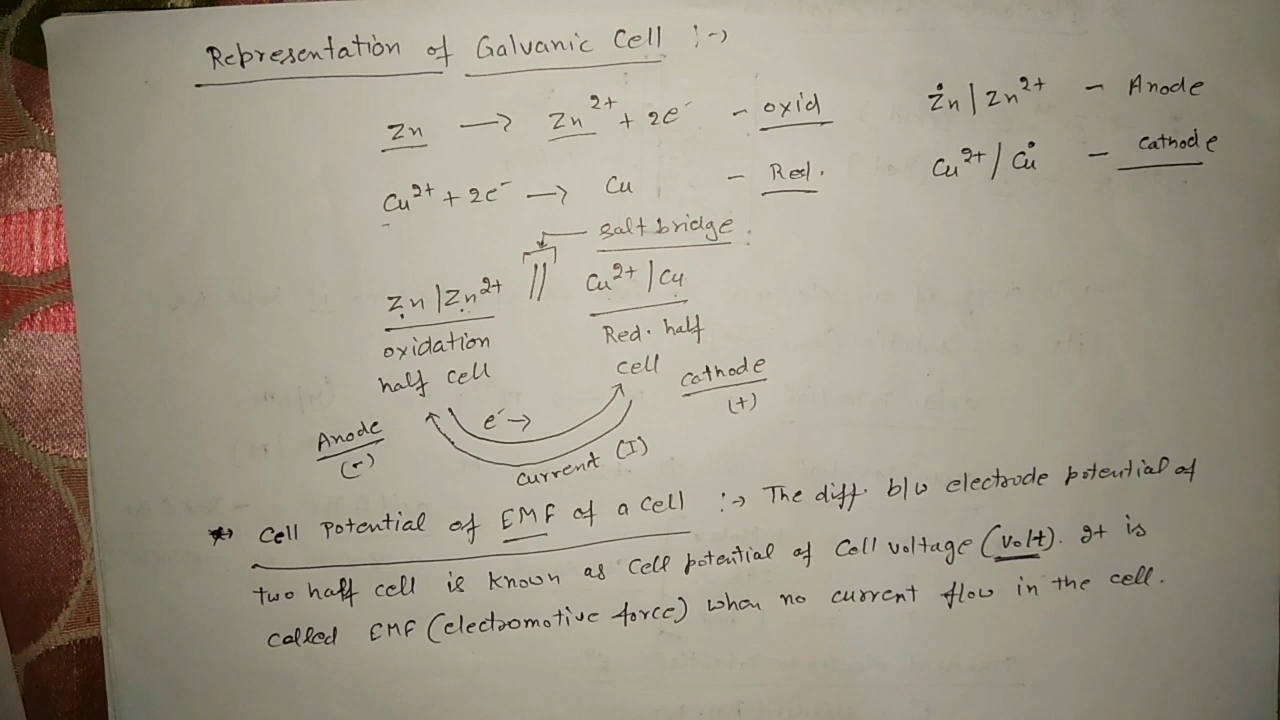 Representation of Galvanic Cell :→
Zn → Zn²⁺ + 2e⁻ - oxid Zn | Zn²⁺ - Anode
Cu²⁺ + 2e⁻ → Cu - Red. Cu²⁺ / Cu - Cathode
salt bridge
Zn | Zn²⁺ || Cu²⁺ | Cu
oxidation half cell
Red. half cell
Anode (-)
Cathode (+)
e⁻ →
current (I)
* Cell Potential of EMF of a cell :→ The diff. b/w electrode potential of
two half cell is known as cell potential of Cell voltage (volt). It is
called EMF (electromotive force) when no current flow in the cell.